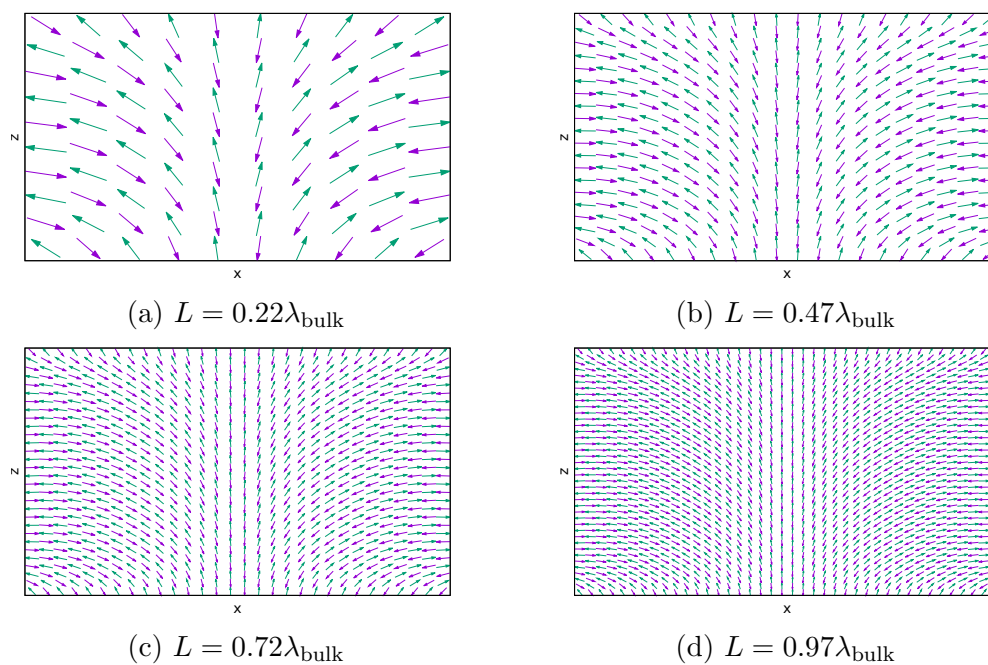 z
x
(a) L = 0.22λbulk
z
x
(b) L = 0.47λbulk
z
x
(c) L = 0.72λbulk
z
x
(d) L = 0.97λbulk